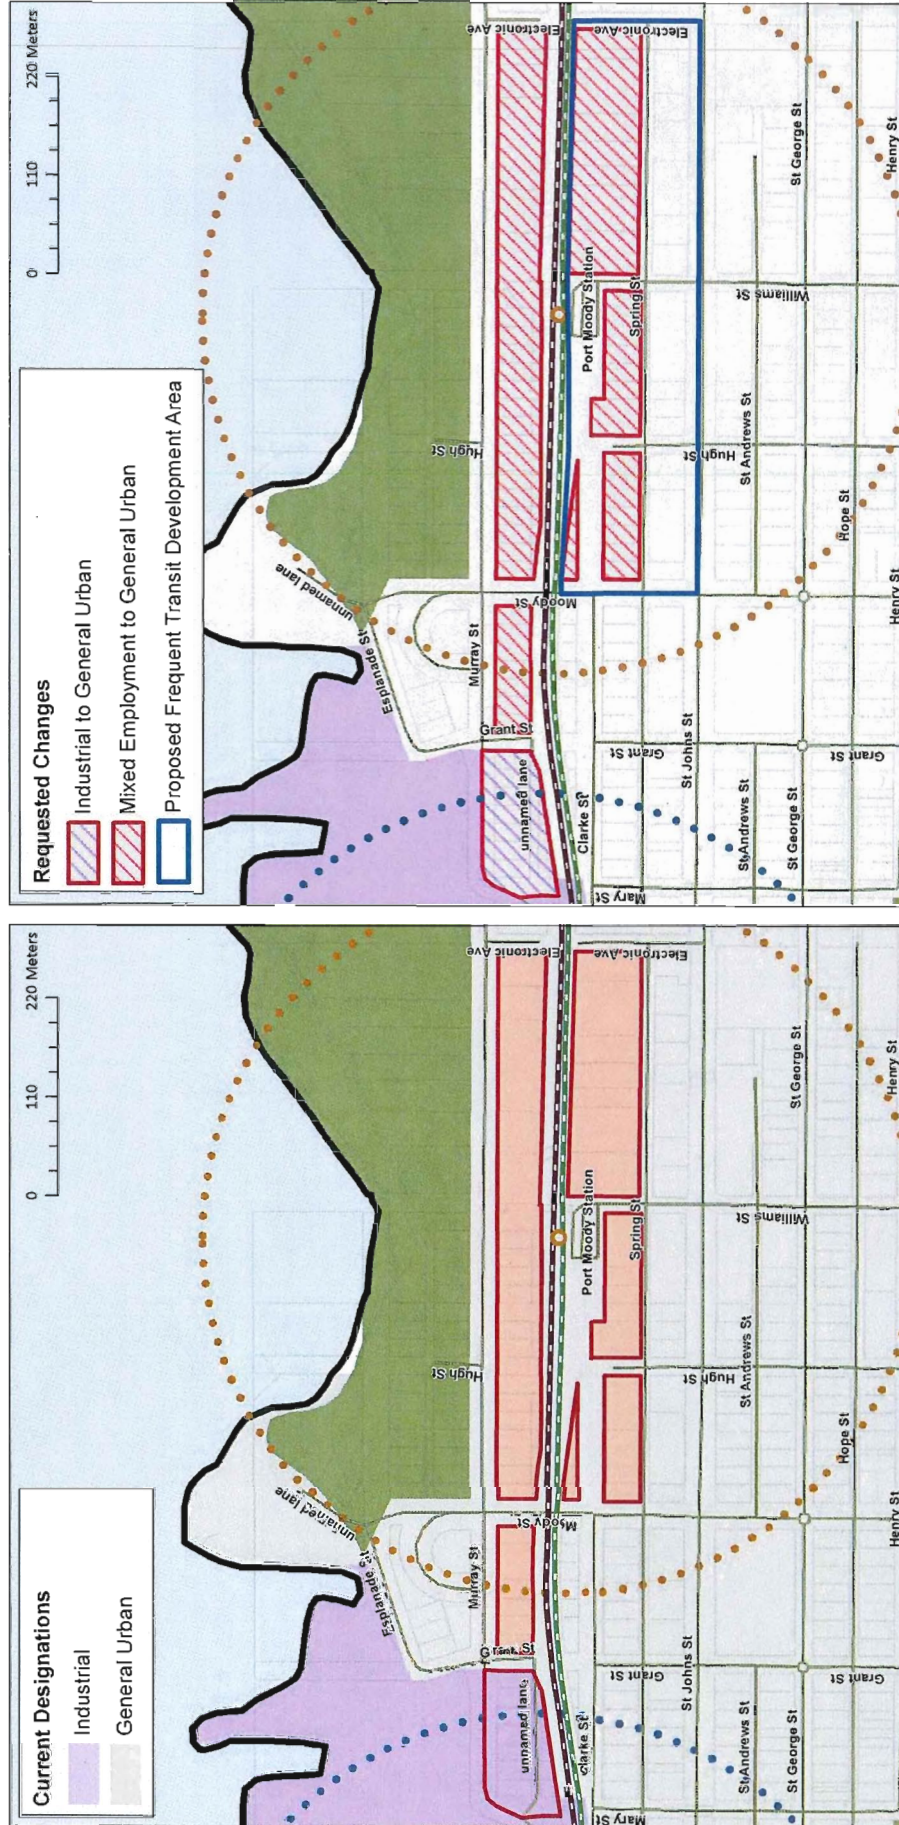 Current Designations
Industrial
General Urban
0
110
220 Meters
unnamed lane
Esplanade St
Murray St
Hugh St
Electronic Ave
Grant St
unnamed lane
Moody St
Port Moody Station
Clarke St
Spring St
Electronic Ave
Mary St
Grant St
St Johns St
Hugh St
Williams St
St Andrews St
St Andrews St
St George St
St George St
Grant St
Hope St
Henry St
Henry St
Requested Changes
Industrial to General Urban
Mixed Employment to General Urban
Proposed Frequent Transit Development Area
0
110
220 Meters
unnamed lane
Esplanade St
Murray St
Hugh St
Electronic Ave
Electronic Ave
Grant St
unnamed lane
Moody St
Port Moody Station
Clarke St
Spring St
Electronic Ave
Mary St
Grant St
St Johns St
Hugh St
Williams St
St Andrews St
St Andrews St
St George St
St George St
Grant St
Hope St
Henry St
Henry St